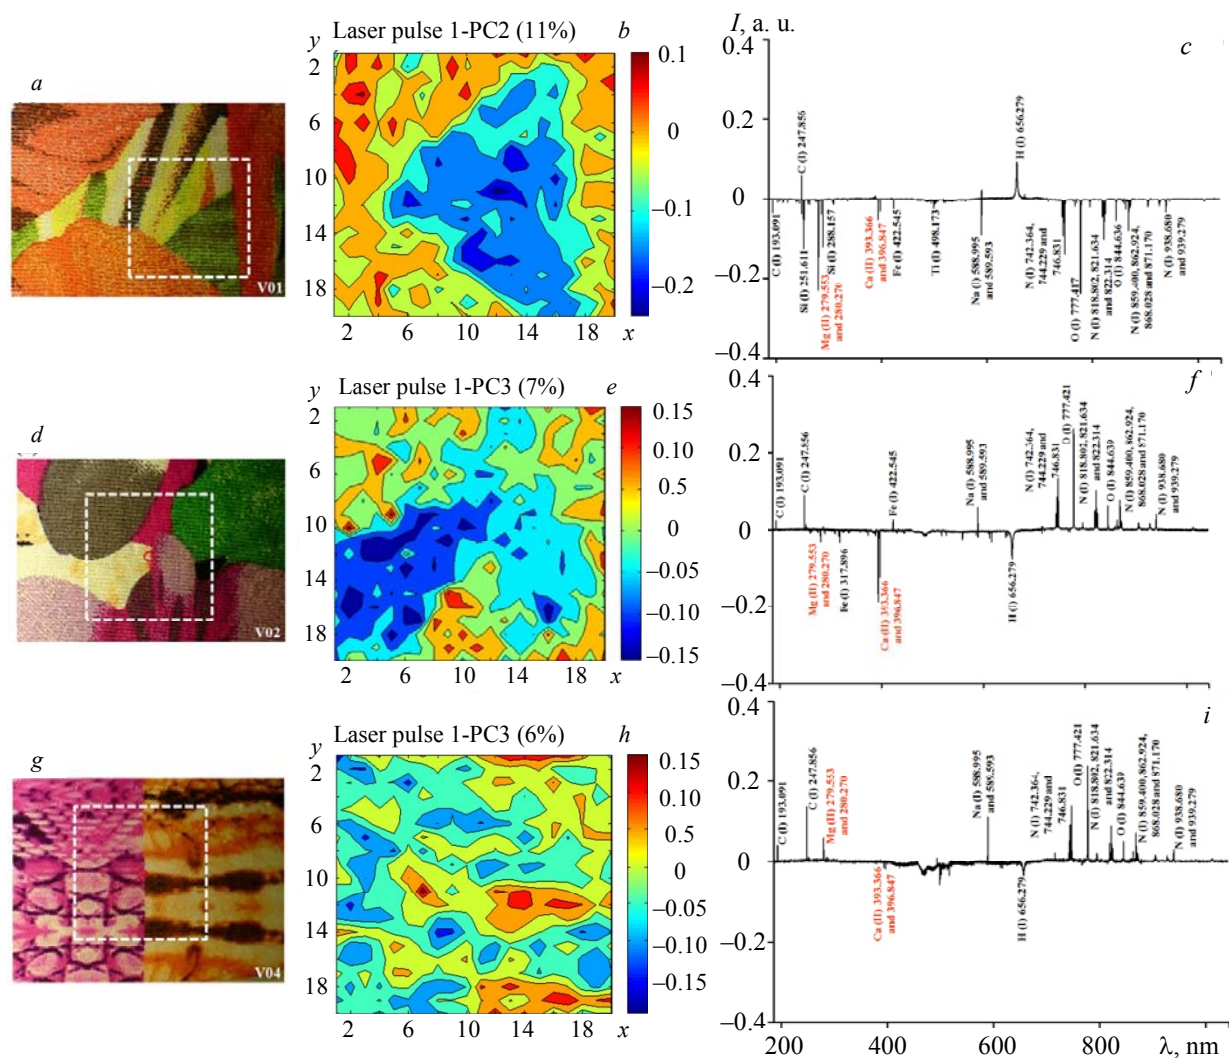 a
V01
Laser pulse 1-PC2 (11%) b
y
2
6
10
14
18
2 6 10 14 18 x
0.1
0
–0.1
–0.2
I, a. u.
c
0.4
0.2
0
–0.2
–0.4
C (I) 193.091
C (I) 247.856
Si (I) 251.611
Mg (II) 279.553
and 280.270
Si (I) 288.157
Ca (II) 393.366
and 396.847
Fe (I) 422.545
Ti (I) 498.173
Na (i) 588.995
and 589.593
H (I) 656.279
N (I) 742.364,
744.229 and
746.831
O (I) 777.417
N (I) 818.802, 821.634
and 822.314
O (I) 844.636
N (I) 859.400, 862.924,
868.028 and 871.170
N (I) 938.680
and 939.279
d
V02
Laser pulse 1-PC3 (7%) e
y
2
6
10
14
18
2 6 10 14 18 x
0.15
0.10
0.05
0
–0.05
–0.10
–0.15
f
0.4
0.2
0
–0.2
–0.4
C (I) 193.091
C (I) 247.856
Mg (II) 279.553
and 280.270
Fe (I) 317.896
Ca (II) 393.366
and 396.847
Fe (I) 422.545
Na (I) 588.995
and 589.593
H (i) 656.279
N (I) 742.364,
744.229 and
746.831
O (I) 777.421
N (I) 818.802, 821.634
and 822.314
O (I) 844.639
N (I) 859.400, 862.924,
868.028 and 871.170
N (I) 938.680
and 939.279
g
V04
Laser pulse 1-PC3 (6%) h
y
2
6
10
14
18
2 6 10 14 18 x
0.15
0.10
0.05
0
–0.05
–0.10
–0.15
i
0.4
0.2
0
–0.2
–0.4
C (I) 193.091
C (I) 247.856
Mg (II) 279.553
and 280.270
Ca (II) 393.366
and 396.847
Na (I) 588.995
and 589.593
H (I) 656.279
N (I) 742.364,
744.229 and
746.831
O (I) 777.421
N (I) 818.802, 821.634
and 822.314
O (I) 844.639
N (I) 859.400, 862.924,
868.028 and 871.170
N (I) 938.680
and 939.279
200 400 600 800 λ, nm